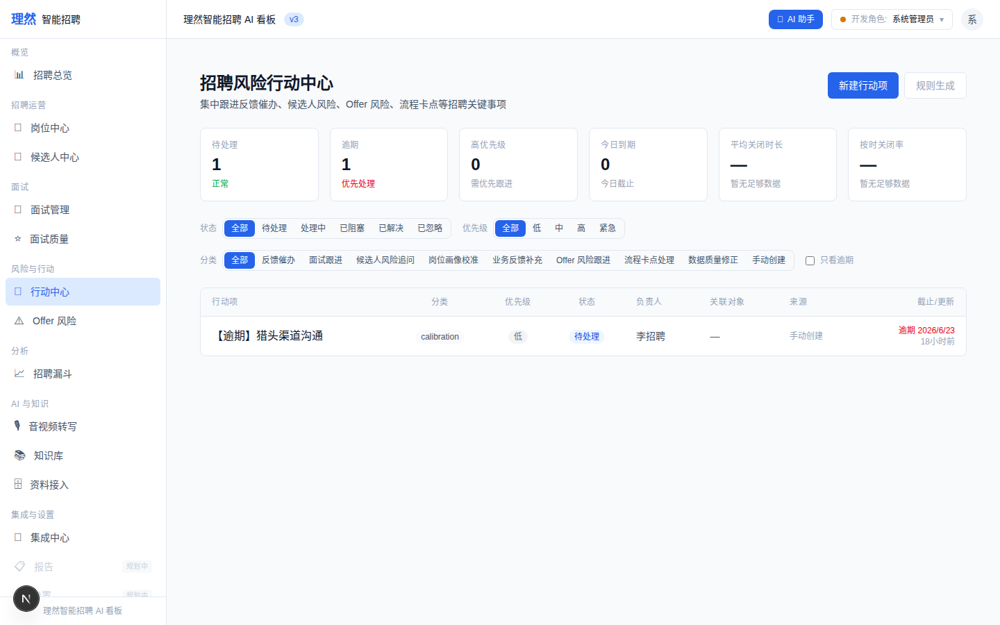 理然 智能招聘
理然智能招聘 AI 看板 v3
AI 助手
开发角色: 系统管理员 ▾
系
概览
招聘总览
招聘运营
岗位中心
候选人中心
面试
面试管理
面试质量
风险与行动
行动中心
Offer 风险
分析
招聘漏斗
AI 与知识
音视频转写
知识库
资料接入
集成与设置
集成中心
报告 规划中
置 规划中
理然智能招聘 AI 看板
招聘风险行动中心
集中跟进反馈催办、候选人风险、Offer 风险、流程卡点等招聘关键事项
新建行动项 规则生成
待处理
1
正常
逾期
1
优先处理
高优先级
0
需优先跟进
今日到期
0
今日截止
平均关闭时长
—
暂无足够数据
按时关闭率
—
暂无足够数据
状态 全部 待处理 处理中 已阻塞 已解决 已忽略 优先级 全部 低 中 高 紧急
分类 全部 反馈催办 面试跟进 候选人风险追问 岗位画像校准 业务反馈补充 Offer 风险跟进 流程卡点处理 数据质量修正 手动创建 只看逾期
行动项 分类 优先级 状态 负责人 关联对象 来源 截止/更新
【逾期】猎头渠道沟通 calibration 低 待处理 李招聘 — 手动创建 逾期 2026/6/23
18小时前